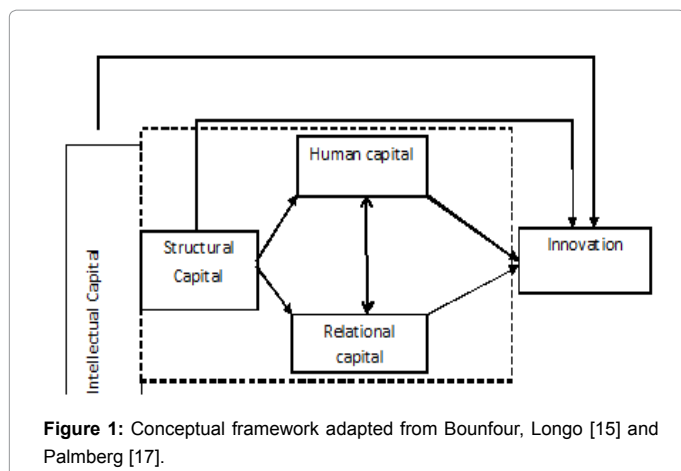 Human capital
Structural
Capital
Innovation
Relational
capital
Intellectual Capital
Figure 1: Conceptual framework adapted from Bounfour, Longo [15] and
Palmberg [17].